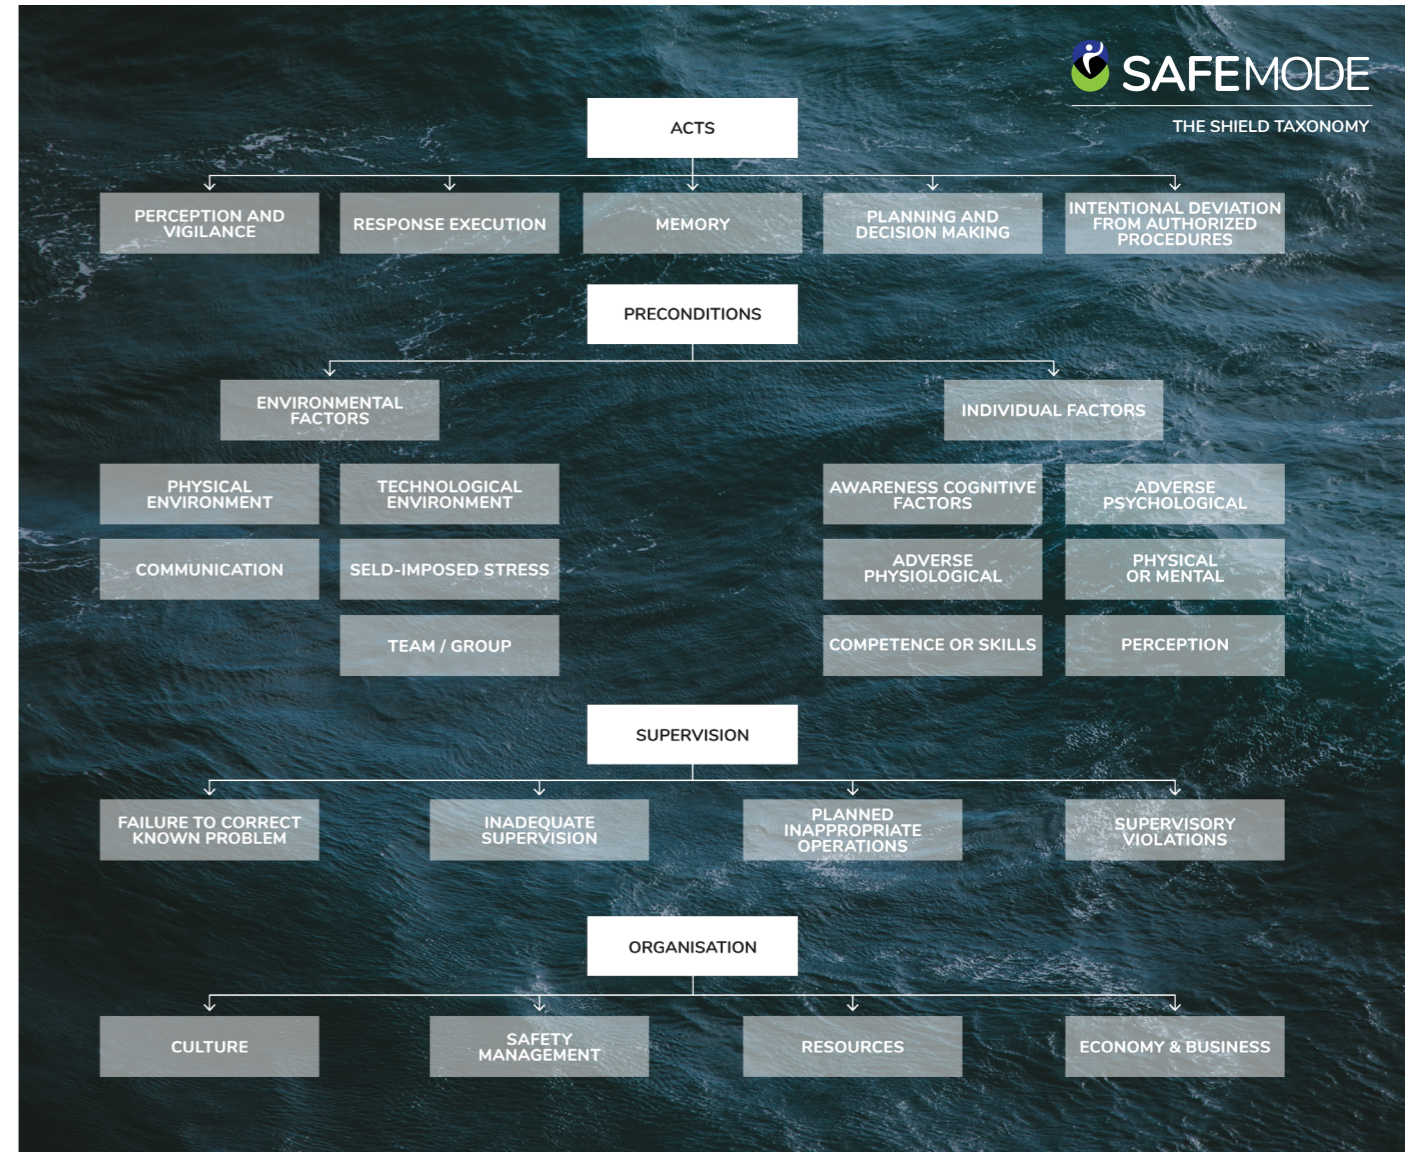 SAFEMODE
THE SHIELD TAXONOMY
ACTS
PERCEPTION AND
VIGILANCE
RESPONSE EXECUTION
MEMORY
PLANNING AND
DECISION MAKING
INTENTIONAL DEVIATION
FROM AUTHORIZED
PROCEDURES
PRECONDITIONS
ENVIRONMENTAL
FACTORS
INDIVIDUAL FACTORS
PHYSICAL
ENVIRONMENT
TECHNOLOGICAL
ENVIRONMENT
AWARENESS COGNITIVE
FACTORS
ADVERSE
PSYCHOLOGICAL
COMMUNICATION
SELD-IMPOSED STRESS
ADVERSE
PHYSIOLOGICAL
PHYSICAL
OR MENTAL
TEAM / GROUP
COMPETENCE OR SKILLS
PERCEPTION
SUPERVISION
FAILURE TO CORRECT
KNOWN PROBLEM
INADEQUATE
SUPERVISION
PLANNED
INAPPROPRIATE
OPERATIONS
SUPERVISORY
VIOLATIONS
ORGANISATION
CULTURE
SAFETY
MANAGEMENT
RESOURCES
ECONOMY & BUSINESS